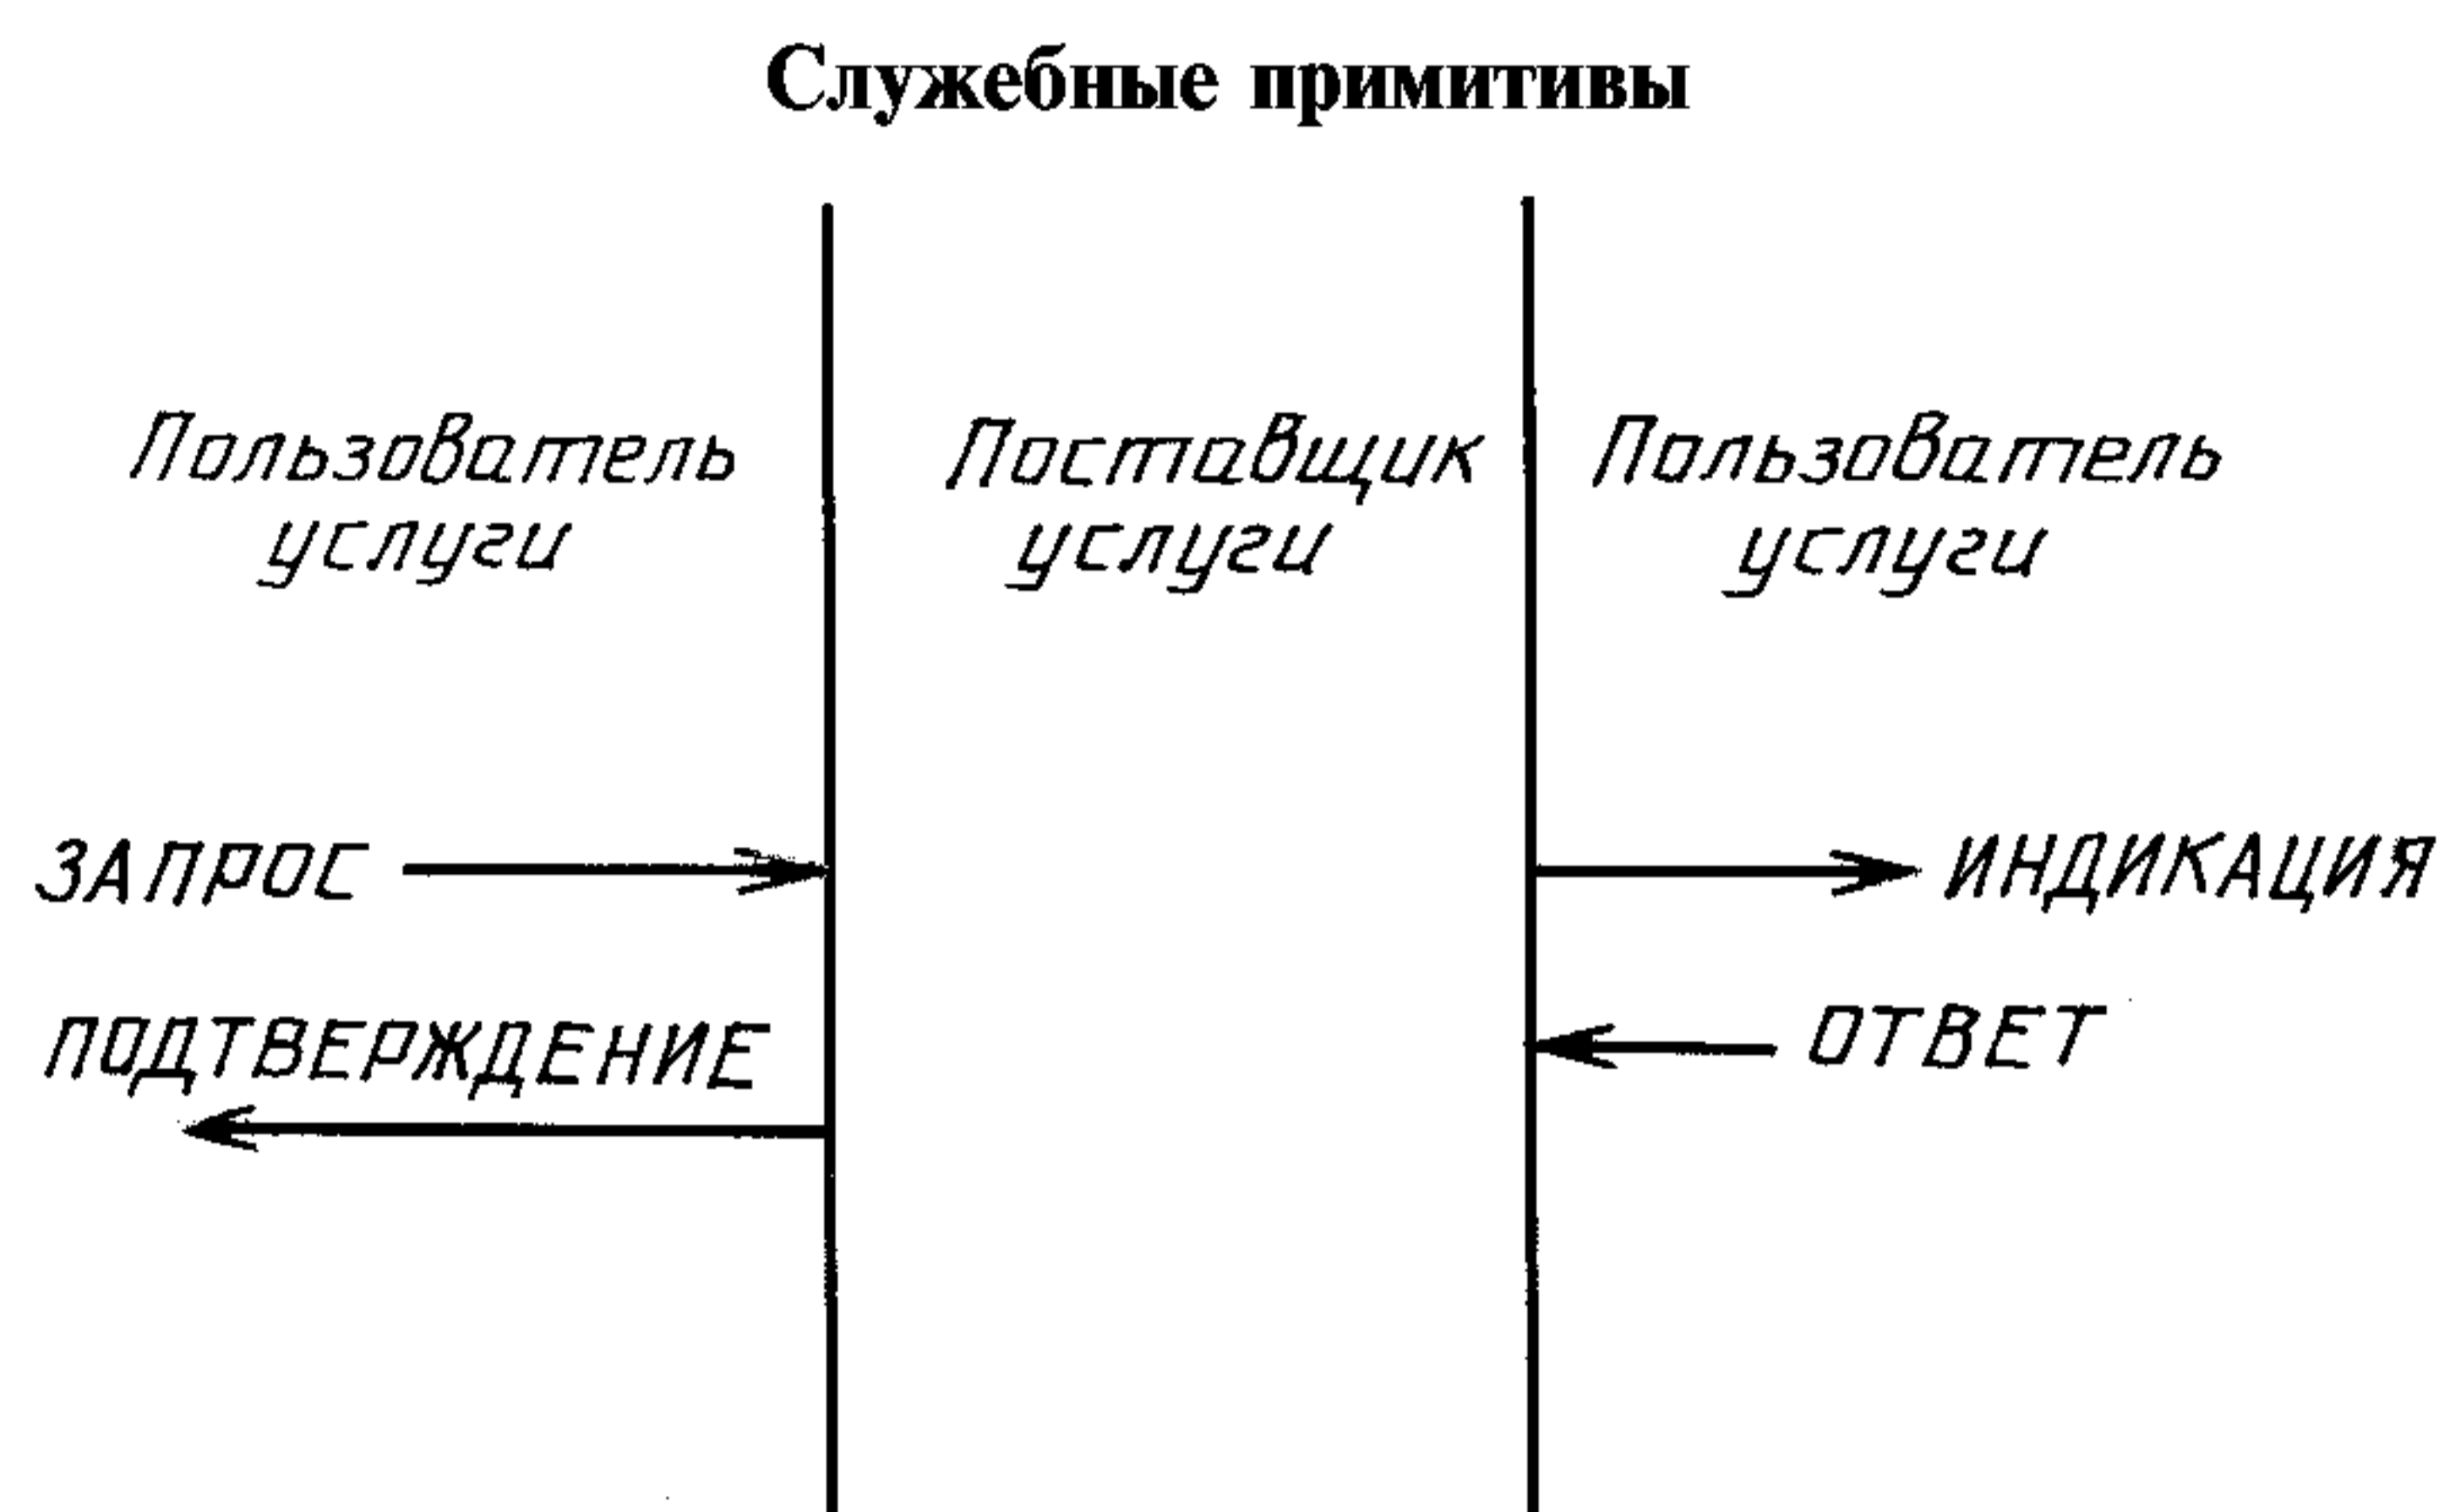 Служебные примитивы
Пользователь
услуги
Поставщик
услуги
Пользователь
услуги
ЗАПРОС
ИНДИКАЦИЯ
ПОДТВЕРЖДЕНИЕ
ОТВЕТ